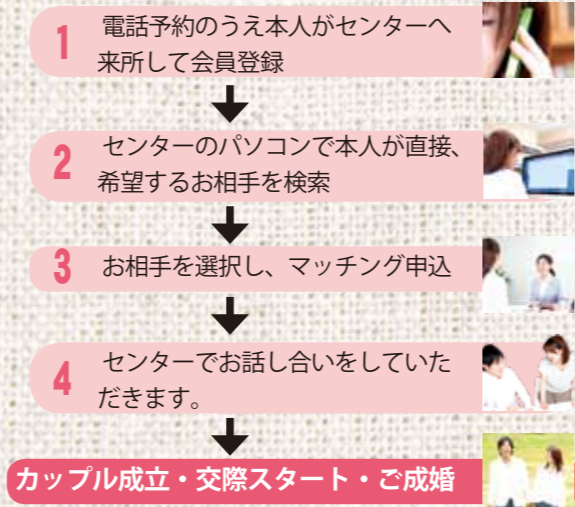 1 電話予約のうえ本人がセンターへ
来所して会員登録
2 センターのパソコンで本人が直接、
希望するお相手を検索
3 お相手を選択し、マッチング申込
4 センターでお話し合いをしていた
だきます。
カップル成立・交際スタート・ご成婚